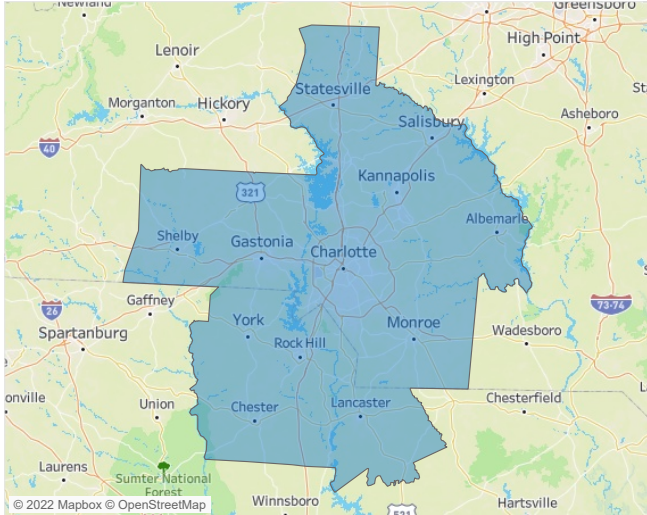 Newland
Greensboro
High Point
Lenoir
Lexington
Statesville
Morganton
Hickory
Asheboro
Salisbury
40
Kannapolis
321
Albemarle
Shelby
Gastonia
Charlotte
Gaffney
26
73-74
York
Monroe
Wadesboro
Spartanburg
Rock Hill
Union
Chester
Lancaster
Chesterfield
Laurens
Sumter National
Forest
Winnsboro
Hartsville
© 2022 Mapbox © OpenStreetMap
521